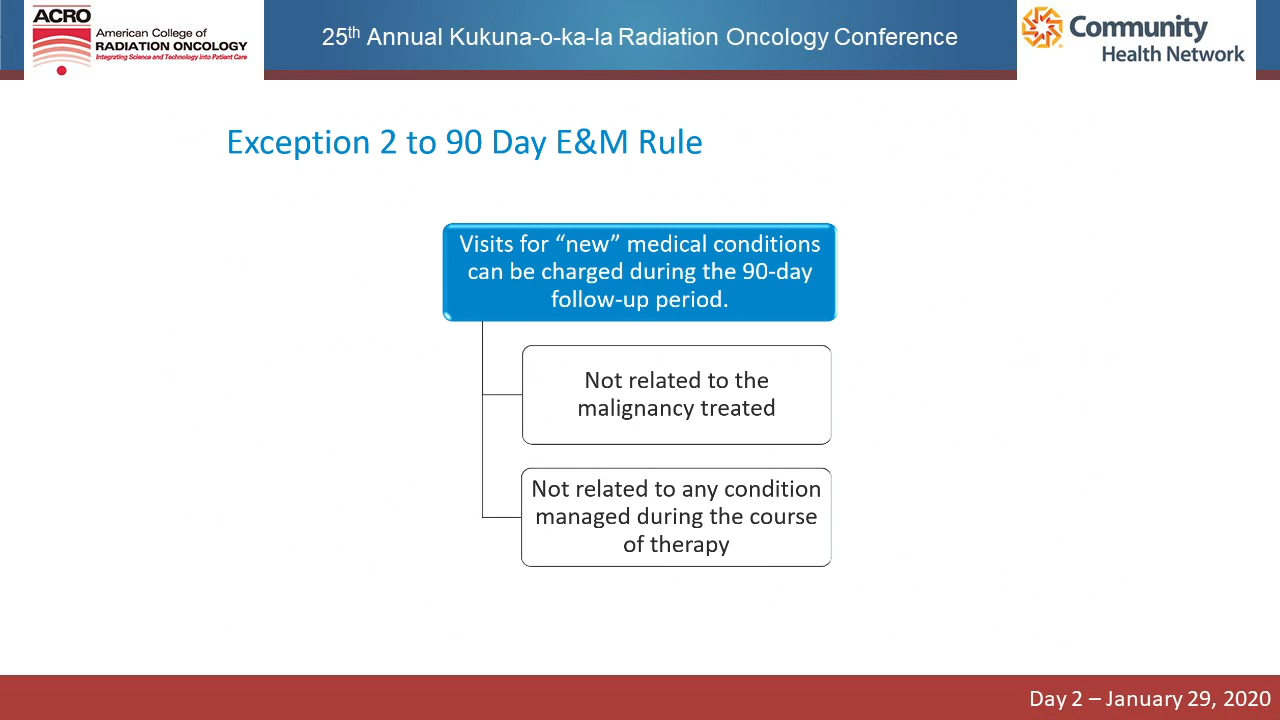 ACRO
American College of
RADIATION ONCOLOGY
Integrating Science and Technology Into Patient Care
25th Annual Kukuna-o-ka-la Radiation Oncology Conference
Community
Health Network
Exception 2 to 90 Day E&M Rule
Visits for “new” medical conditions
can be charged during the 90-day
follow-up period.
Not related to the
malignancy treated
Not related to any condition
managed during the course
of therapy
Day 2 – January 29, 2020